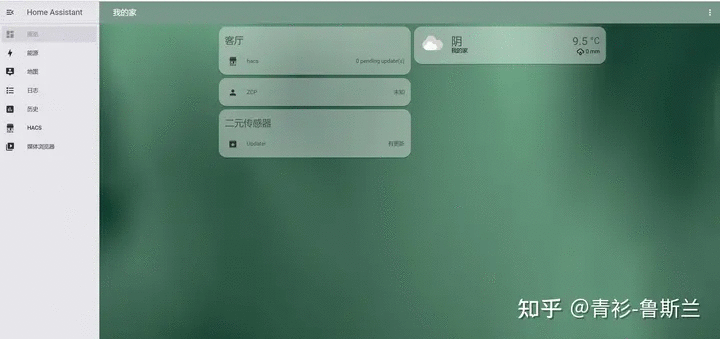 Home Assistant
我的家
概览
能源
地图
日志
历史
HACS
媒体浏览器
客厅
hacs
0 pending update(s)
ZDP
未知
二元传感器
Updater
有更新
阴
我的家
9.5 °C
0 mm
知乎 @青衫-鲁斯兰